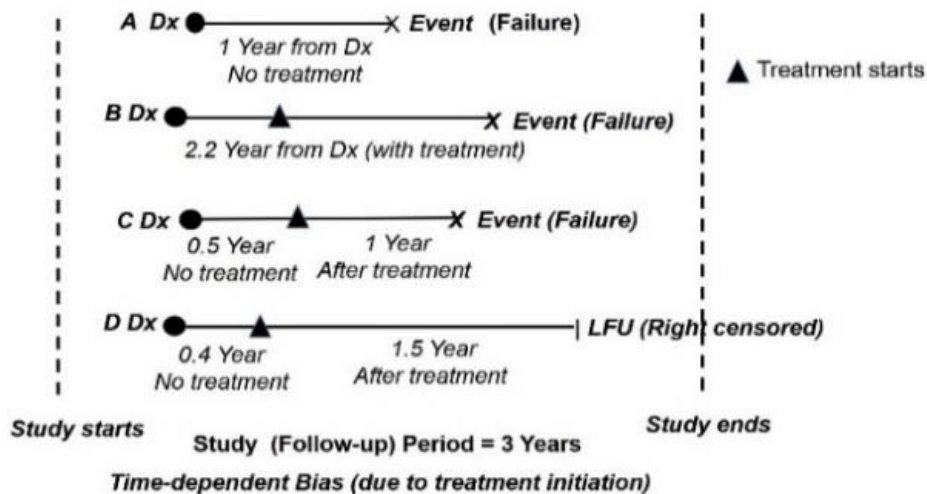 A Dx Event (Failure)
1 Year from Dx
No treatment
Treatment starts
B Dx X Event (Failure)
2.2 Year from Dx (with treatment)
C Dx X Event (Failure)
0.5 Year
No treatment
1 Year
After treatment
D Dx LFU (Right censored)
0.4 Year
No treatment
1.5 Year
After treatment
Study starts
Study ends
Study (Follow-up) Period = 3 Years
Time-dependent Bias (due to treatment initiation)